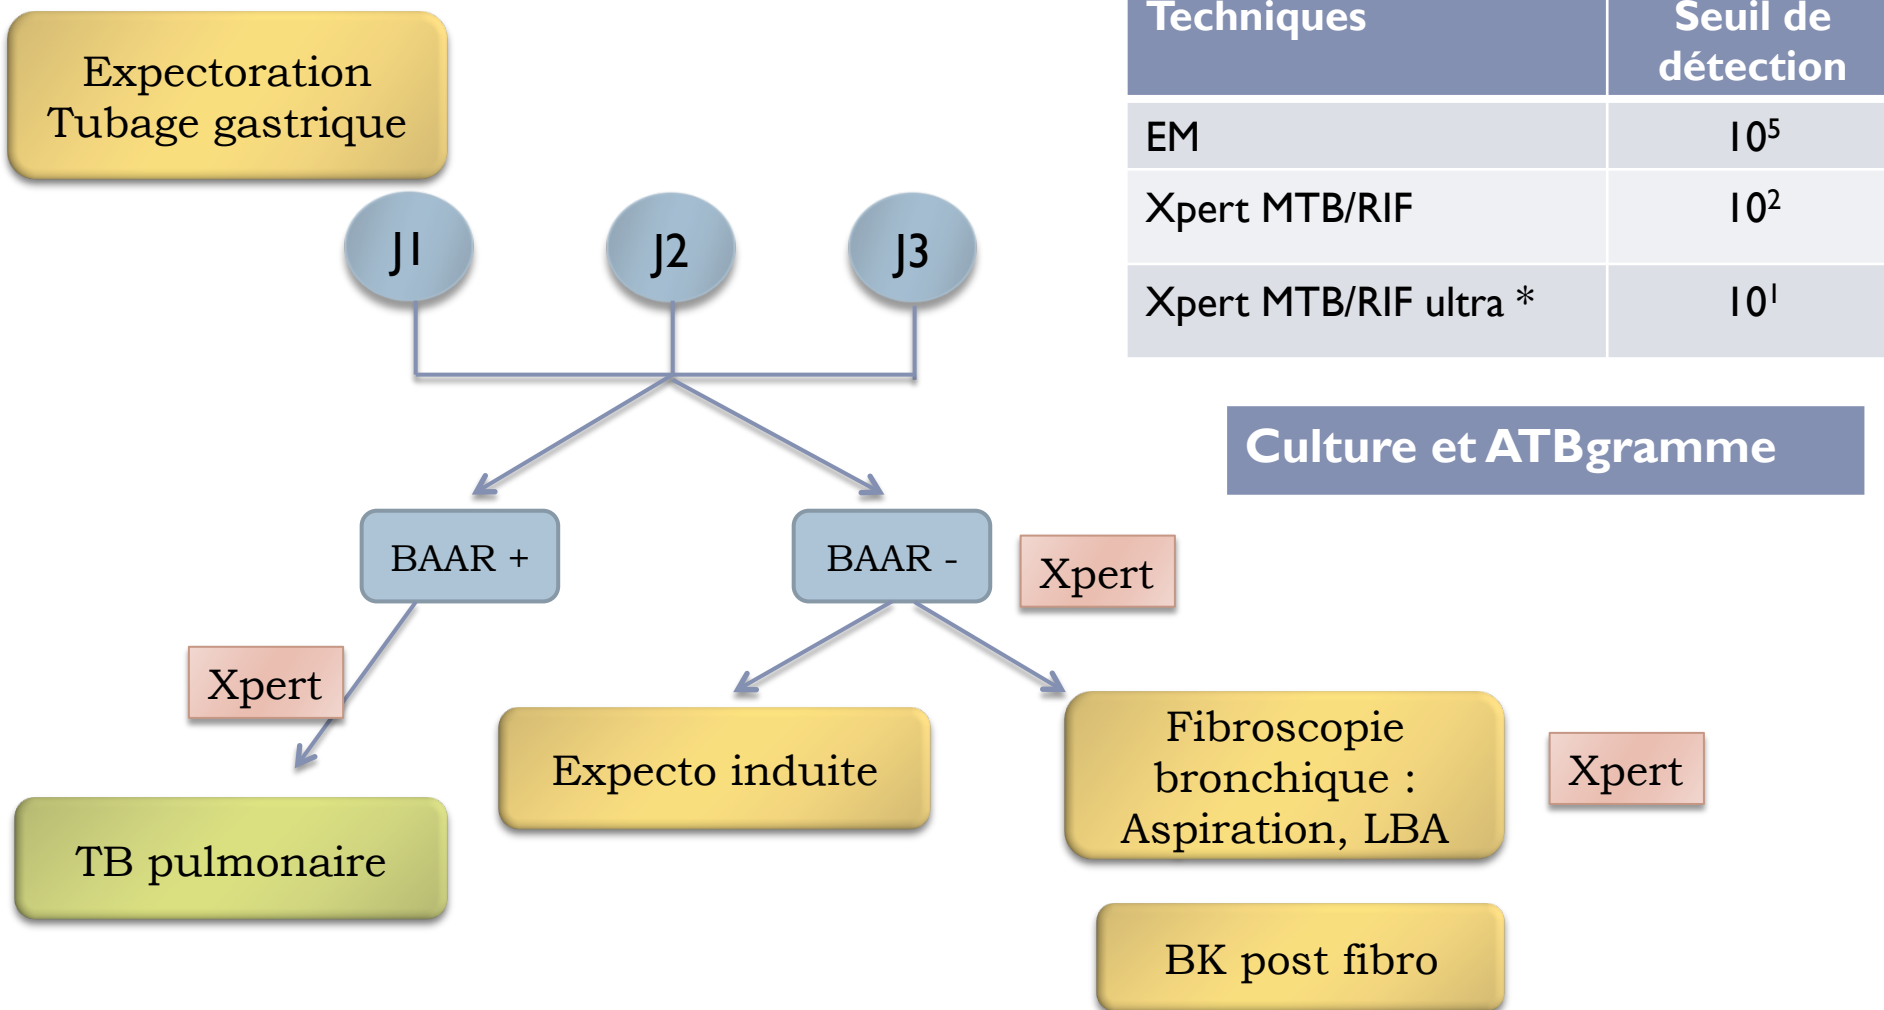 Expectoration
Tubage gastrique
Techniques
Seuil de
détection
EM
10⁵
Xpert MTB/RIF
10²
Xpert MTB/RIF ultra *
10¹
J1
J2
J3
Culture et ATBgramme
BAAR +
BAAR -
Xpert
Xpert
Expecto induite
Fibroscopie
bronchique :
Aspiration, LBA
Xpert
TB pulmonaire
BK post fibro